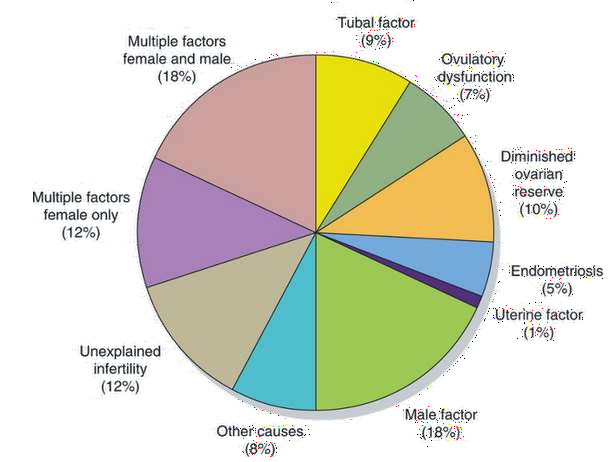 Tubal factor
(9%)
Ovulatory
dysfunction
(7%)
Diminished
ovarian
reserve
(10%)
Endometriosis
(5%)
Uterine factor
(1%)
Male factor
(18%)
Other causes
(8%)
Unexplained
infertility
(12%)
Multiple factors
female only
(12%)
Multiple factors
female and male
(18%)